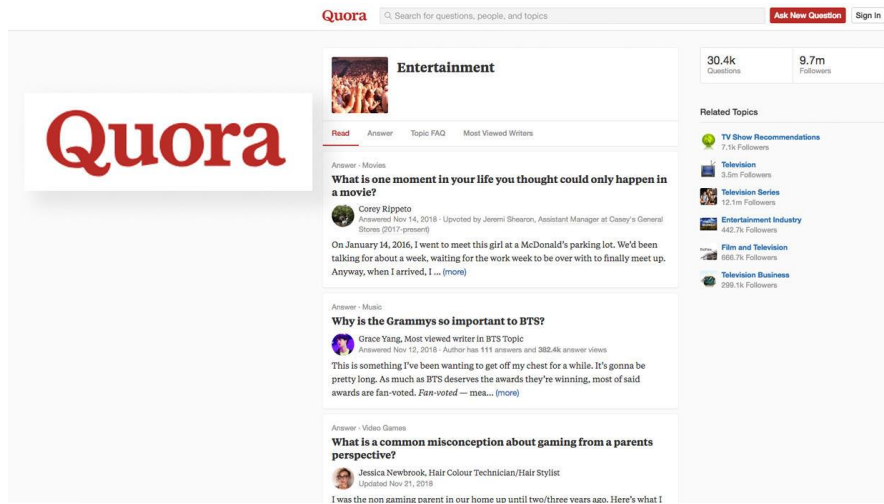 Quora
Search for questions, people, and topics
Ask New Question
Sign In
Quora
Entertainment
Read
Answer
Topic FAQ
Most Viewed Writers
Answer · Movies
What is one moment in your life you thought could only happen in
a movie?
Corey Rippeto
Answered Nov 14, 2018 · Upvoted by Jeremi Shearon, Assistant Manager at Casey's General
Stores (2017-present)
On January 14, 2016, I went to meet this girl at a McDonald's parking lot. We'd been
talking for about a week, waiting for the work week to be over with to finally meet up.
Anyway, when I arrived, I ... (more)
Answer · Music
Why is the Grammys so important to BTS?
Grace Yang, Most viewed writer in BTS Topic
Answered Nov 12, 2018 · Author has 111 answers and 382.4k answer views
This is something I've been wanting to get off my chest for a while. It's gonna be
pretty long. As much as BTS deserves the awards they're winning, most of said
awards are fan-voted. Fan-voted — mea... (more)
Answer · Video Games
What is a common misconception about gaming from a parents
perspective?
Jessica Newbrook, Hair Colour Technician/Hair Stylist
Updated Nov 21, 2018
I was the non gaming parent in our home up until two/three years ago. Here's what I
30.4k
Questions
9.7m
Followers
Related Topics
TV Show Recommendations
7.1k Followers
Television
3.5m Followers
Television Series
12.1m Followers
Entertainment Industry
442.7k Followers
Film and Television
666.7k Followers
Television Business
299.1k Followers